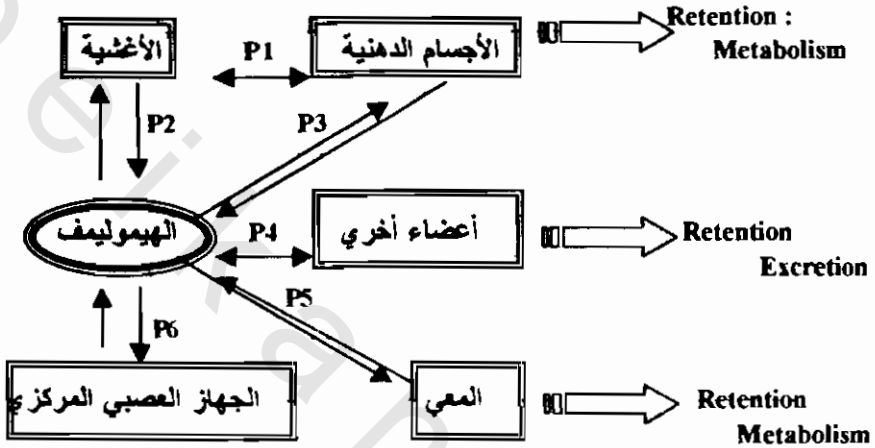 الأغشية
P1
الأجسام الدهنية
Retention :
Metabolism
P2
P3
الهيموليمف
P4
أعضاء أخري
Retention
Excretion
P5
P6
الجهاز العصبي المركزي
المعي
Retention
Metabolism